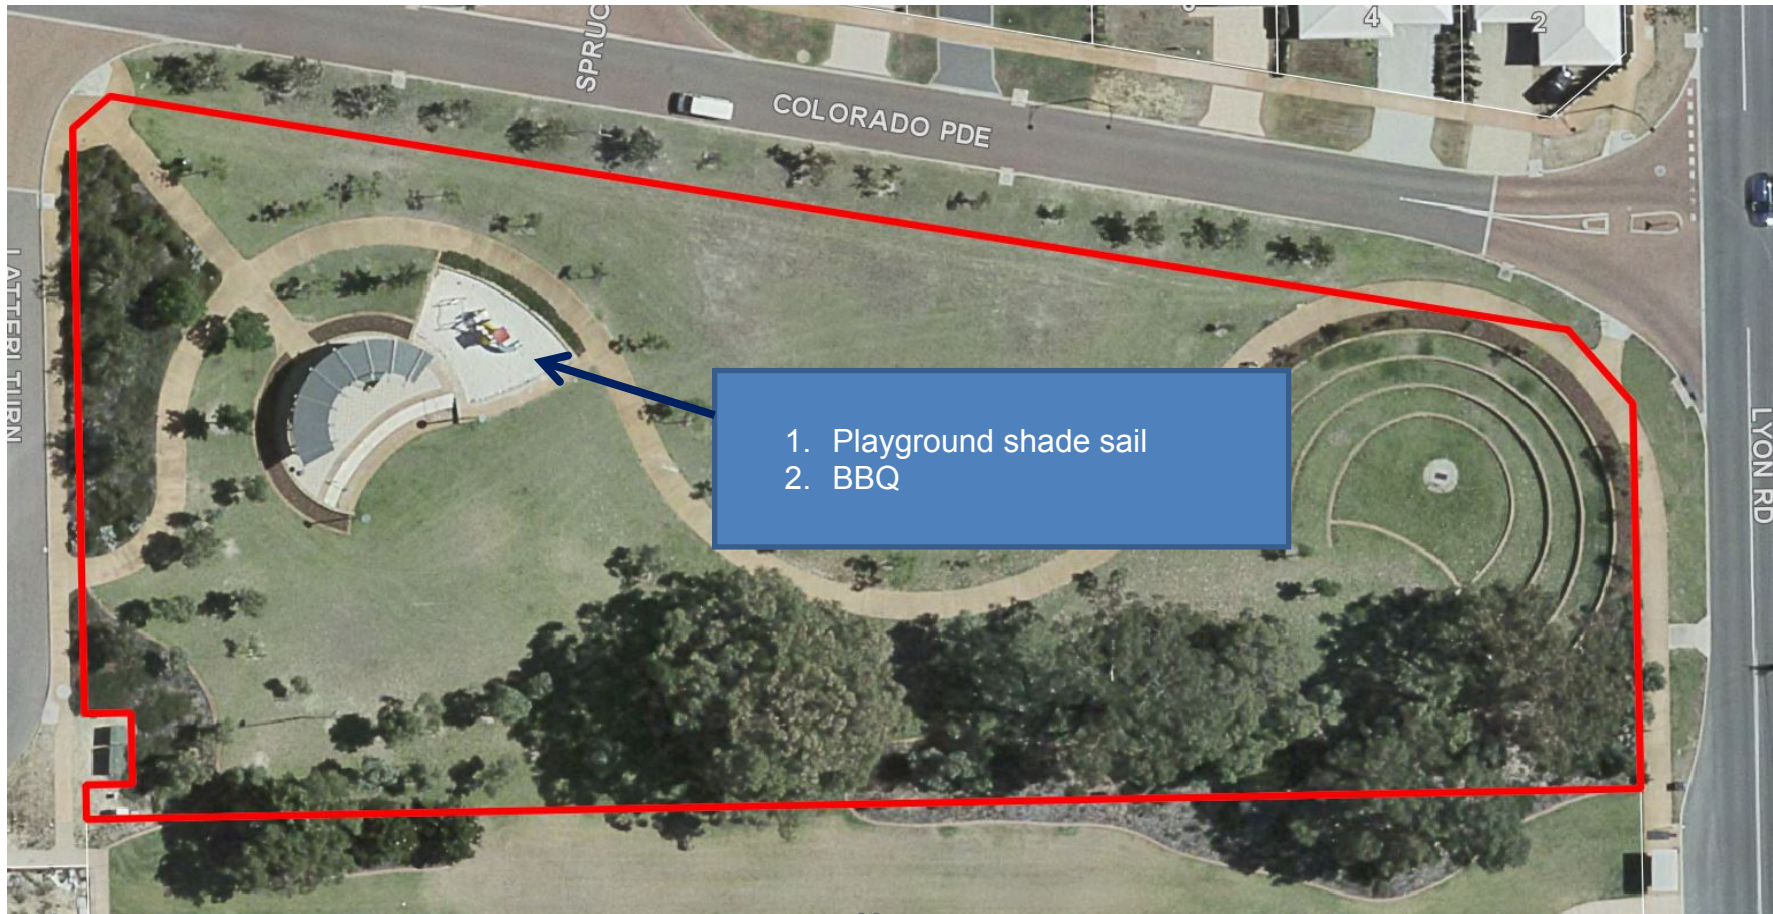 SPRUC
COLORADO PDE
4
2
LATTERI TURN
LYON RD
1. Playground shade sail
2. BBQ